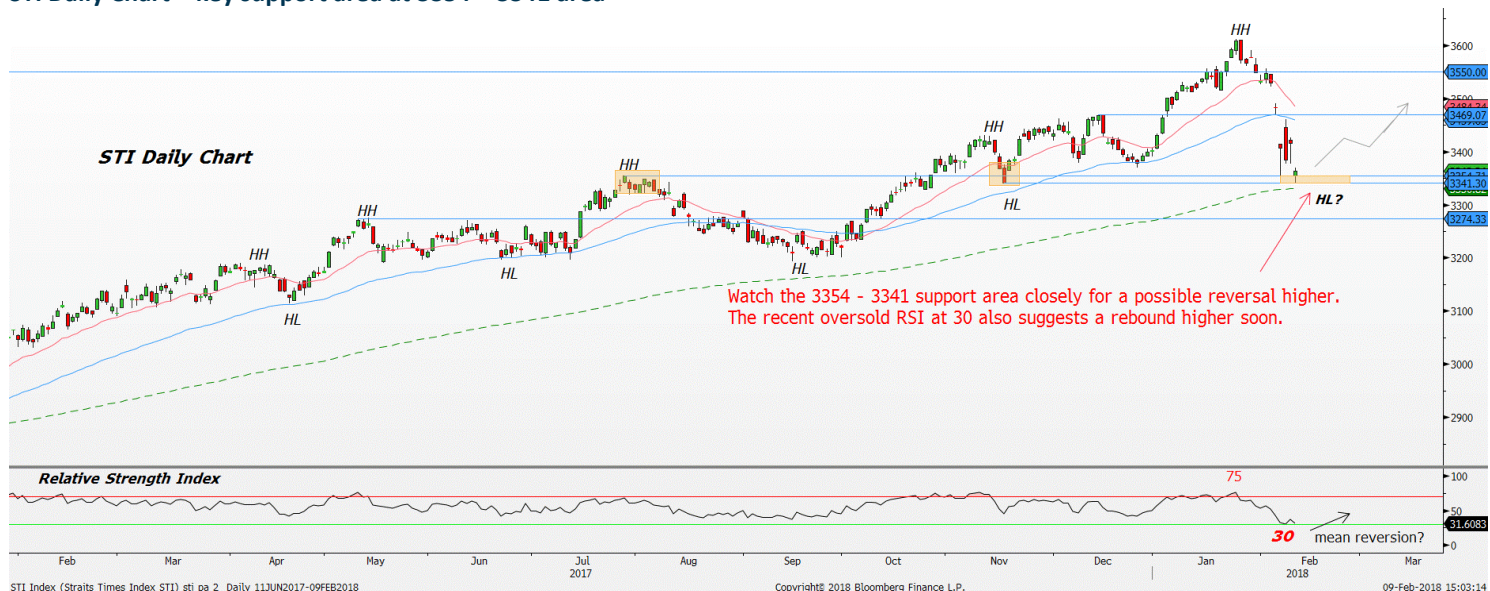 HH
3600
3550.00
3500
3469.07
HH
3400
STI Daily Chart
HH
3341.30
3300
HL
HL?
HH
3274.33
HH
3200
HL
HL
Watch the 3354 - 3341 support area closely for a possible reversal higher.
The recent oversold RSI at 30 also suggests a rebound higher soon.
HL
3100
3000
2900
Relative Strength Index
75
100
50
31.6083
30
mean reversion?
0
Feb
Mar
Apr
May
Jun
Jul
Aug
Sep
Oct
Nov
Dec
Jan
Feb
Mar
2017
2018
STI Index (Straits Times Index STI) sti pa 2 Daily 11JUN2017-09FEB2018
Copyright© 2018 Bloomberg Finance L.P.
09-Feb-2018 15:03:14